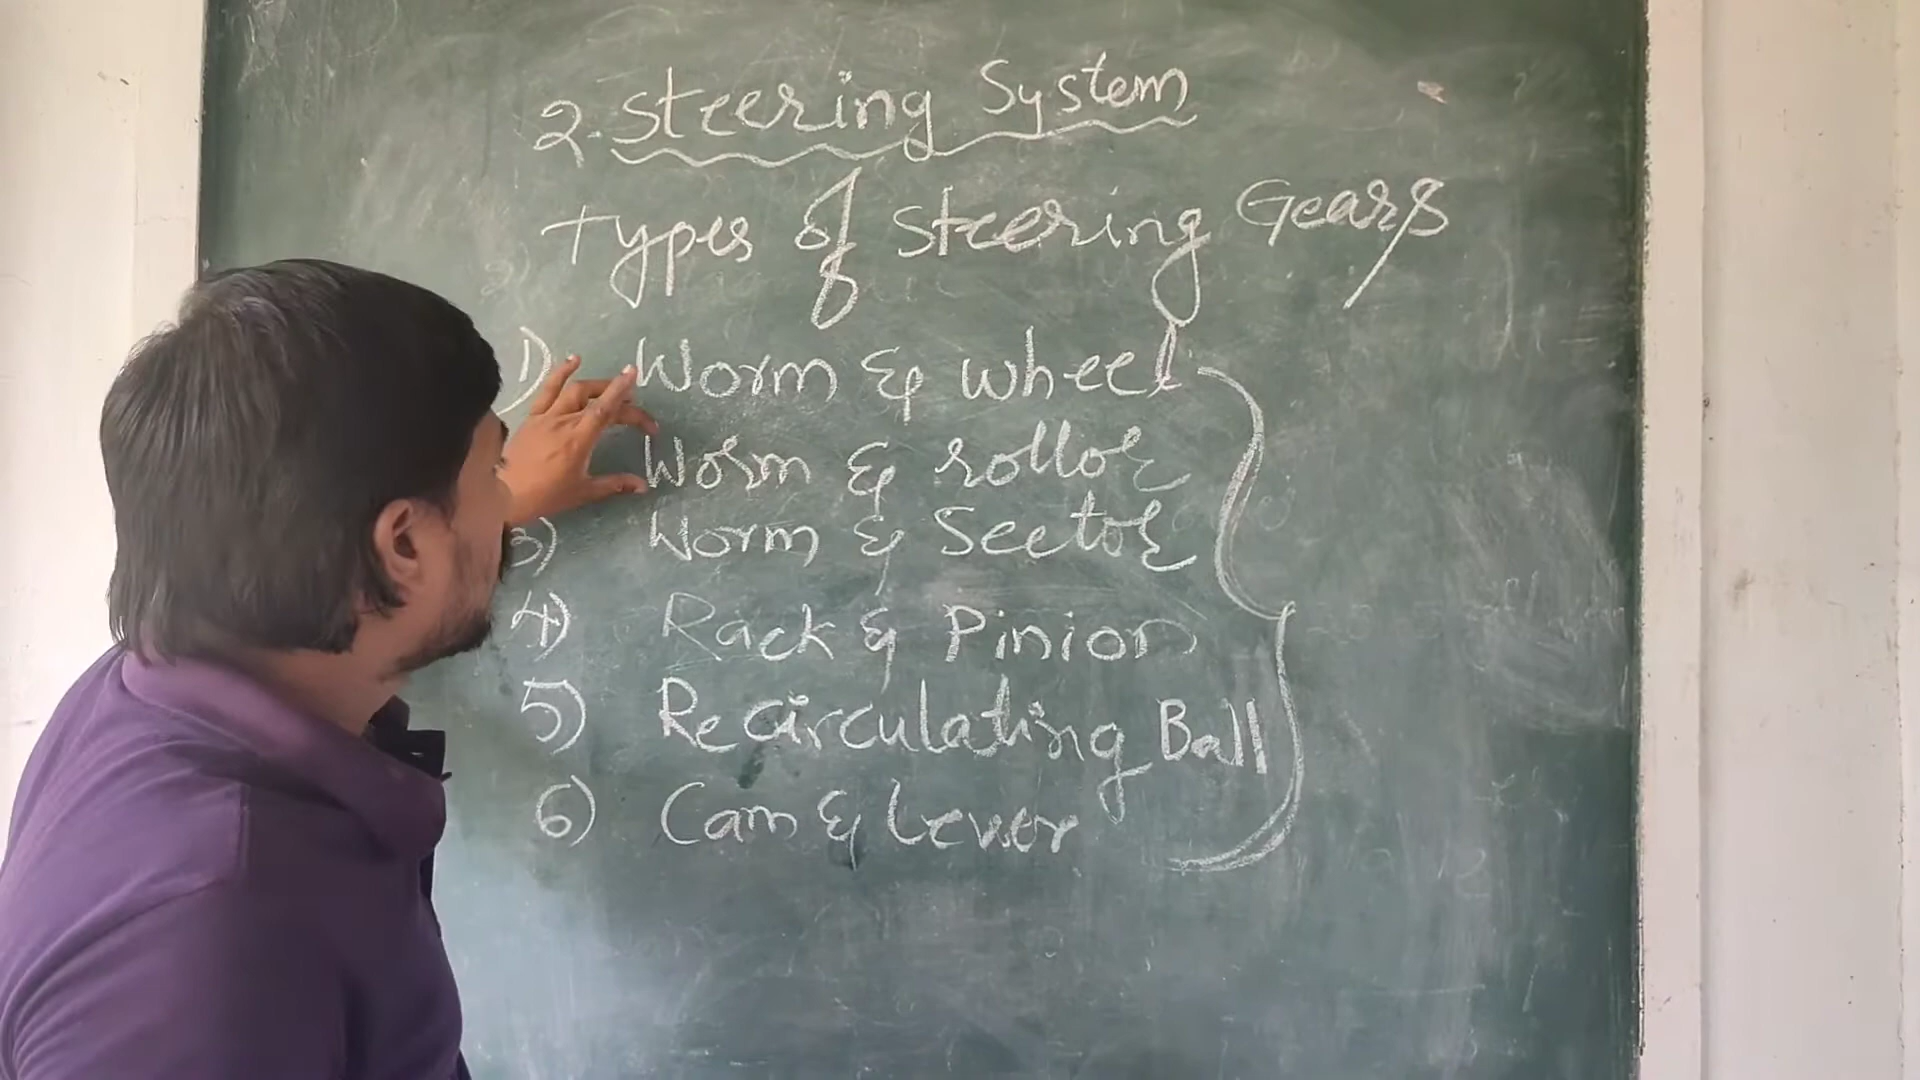 2. Steering System
Types of Steering Gears
1) Worm & wheel
Worm & roller
3) Worm & Sector
4) Rack & Pinion
5) Recirculating Ball
6) Cam & Lever